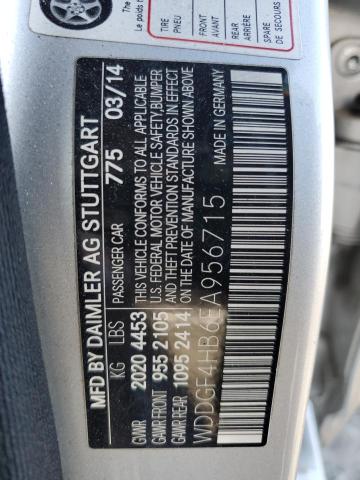 Le poids t
TIRE
PNEU
FRONT
AVANT
REAR
ARRIÈRE
SPARE
DE SECOURS
MFD BY DAIMLER AG STUTTGART
KG LBS PASSENGER CAR 775 03/14
GVWR 2020 4453 THIS VEHICLE CONFORMS TO ALL APPLICABLE
GAWR FRONT 955 2105 U.S. FEDERAL MOTOR VEHICLE SAFETY, BUMPER
GAWR REAR 1095 2414 AND THEFT PREVENTION STANDARDS IN EFFECT
ON THE DATE OF MANUFACTURE SHOWN ABOVE
WDDGF4HB6EA956715
MADE IN GERMANY